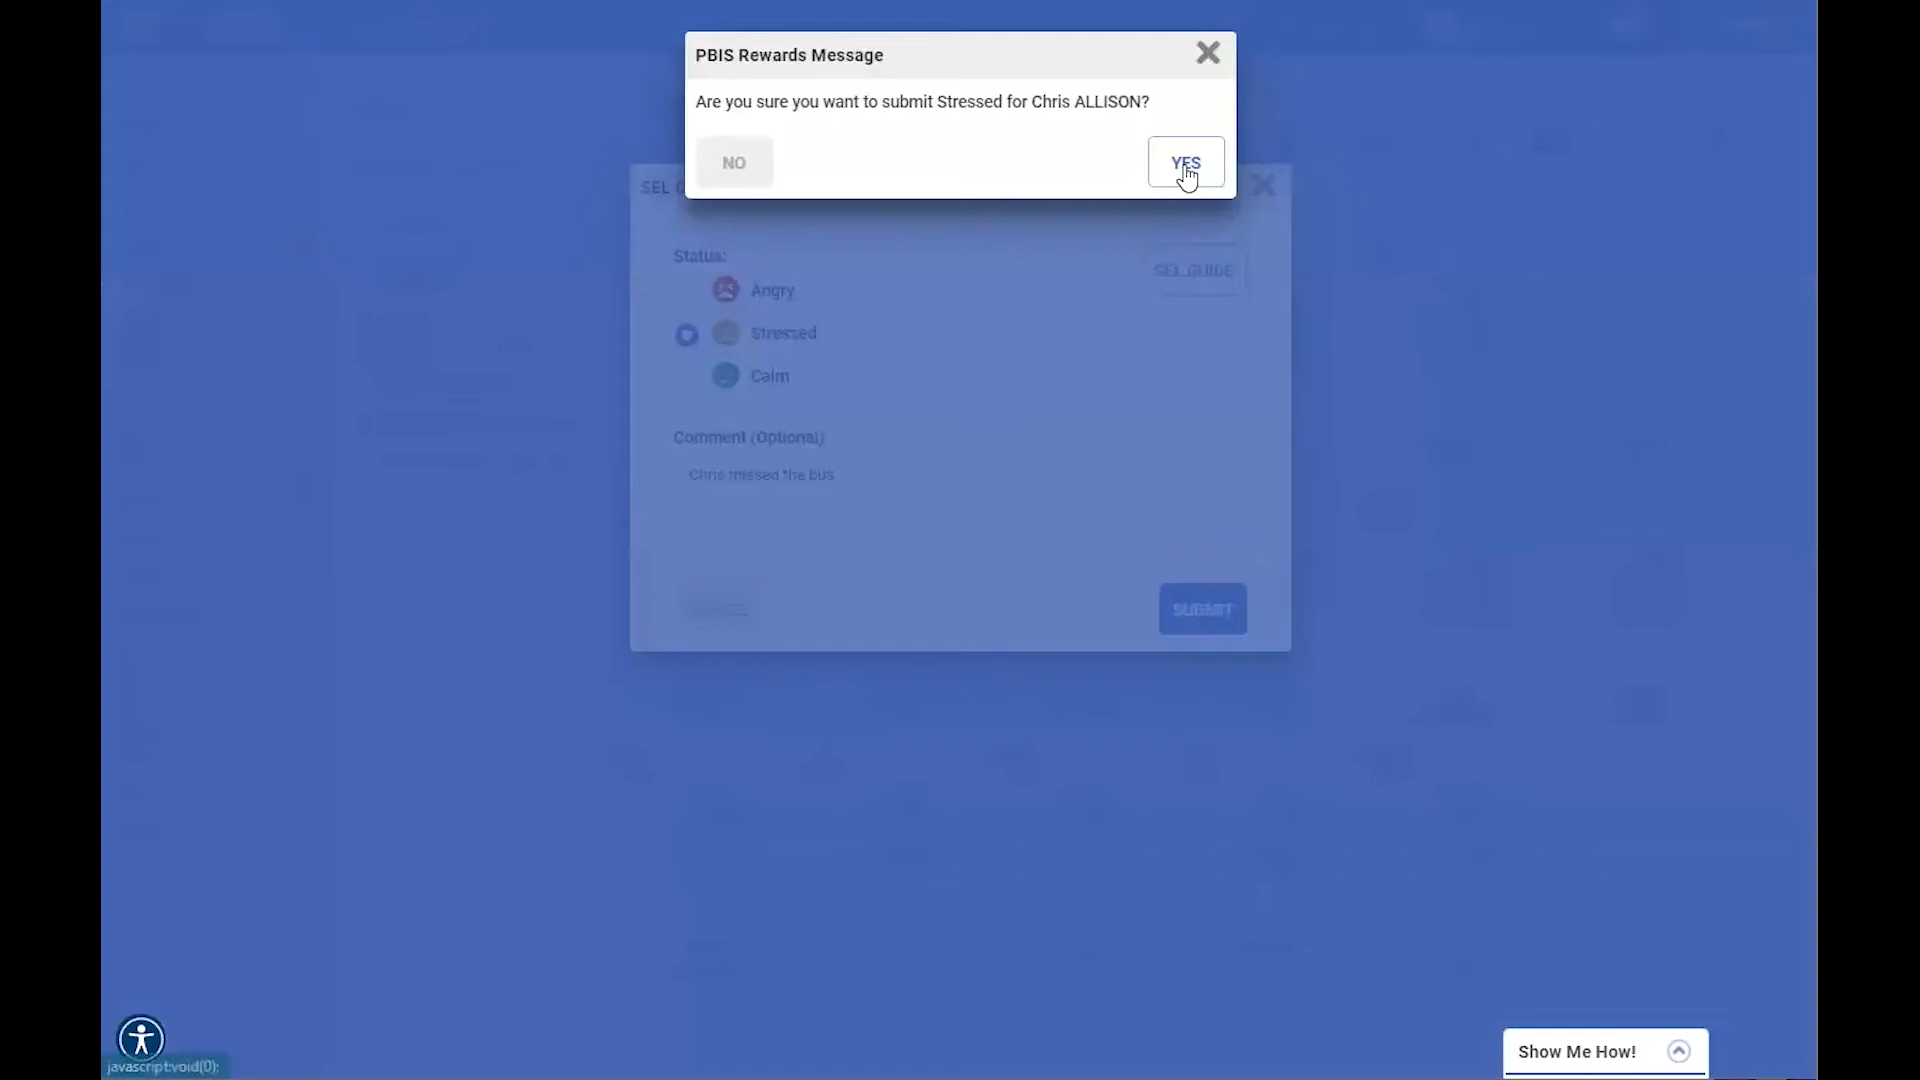 PBIS Rewards Message
Are you sure you want to submit Stressed for Chris ALLISON?
NO
YES
SEL
Status:
SEL GUIDE
Angry
Stressed
Calm
Comment (Optional)
Chris missed the bus
SUBMIT
Show Me How!
javascript:void(0);